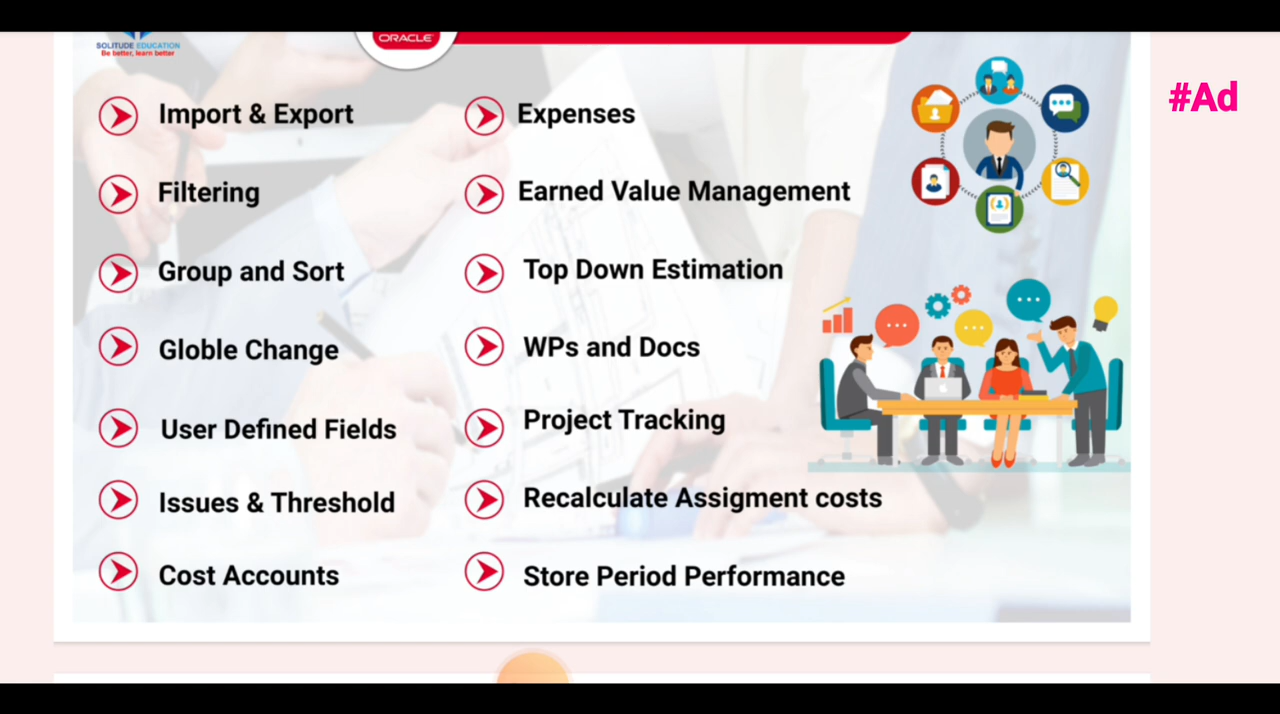 SOLITUDE EDUCATION
Be better, learn better
ORACLE
#Ad
Import & Export
Filtering
Group and Sort
Globle Change
User Defined Fields
Issues & Threshold
Cost Accounts
Expenses
Earned Value Management
Top Down Estimation
WPs and Docs
Project Tracking
Recalculate Assigment costs
Store Period Performance